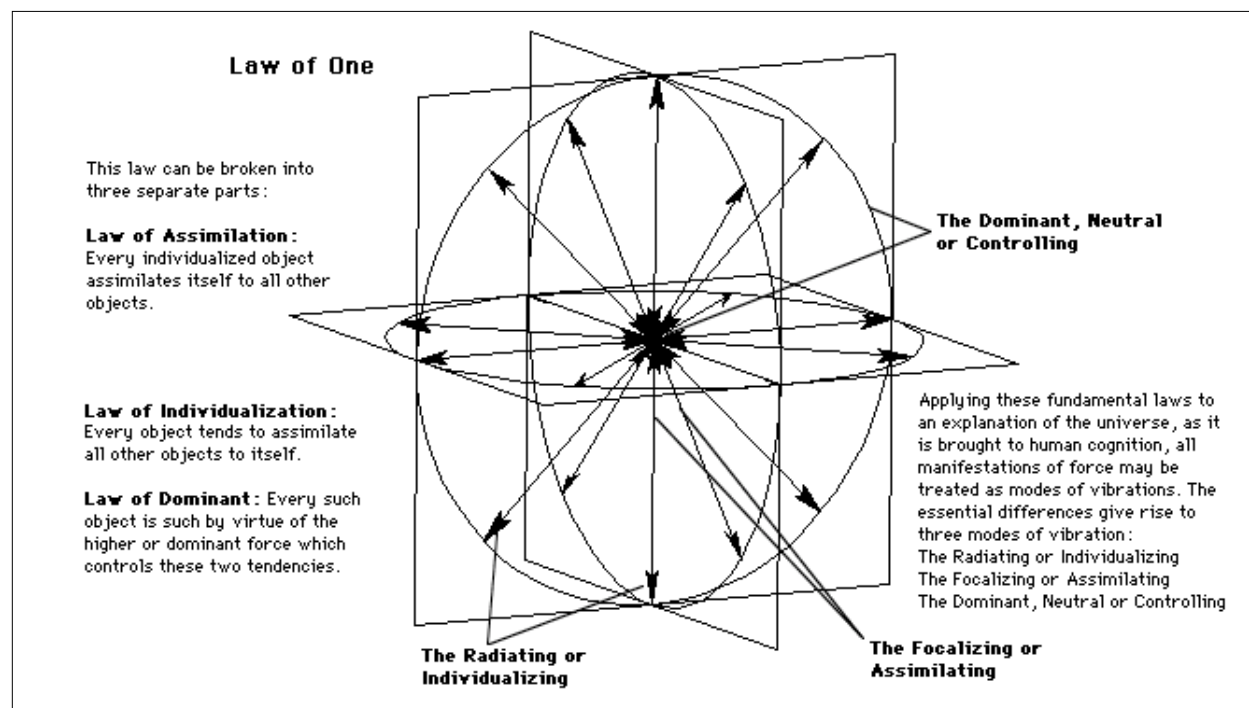 Law of One
This law can be broken into
three separate parts:
Law of Assimilation:
Every individualized object
assimilates itself to all other
objects.
Law of Individualization:
Every object tends to assimilate
all other objects to itself.
Law of Dominant: Every such
object is such by virtue of the
higher or dominant force which
controls these two tendencies.
The Dominant, Neutral
or Controlling
Applying these fundamental laws to
an explanation of the universe, as it
is brought to human cognition, all
manifestations of force may be
treated as modes of vibrations. The
essential differences give rise to
three modes of vibration:
The Radiating or Individualizing
The Focalizing or Assimilating
The Dominant, Neutral or Controlling
The Radiating or
Individualizing
The Focalizing or
Assimilating